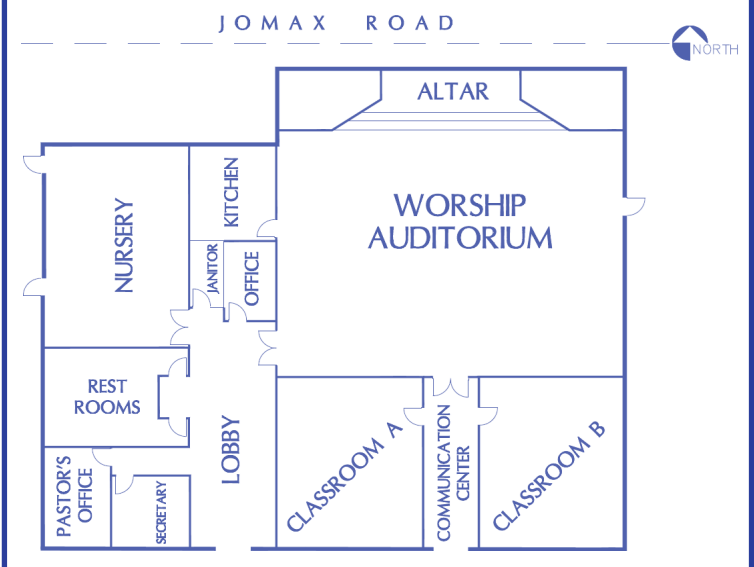 JOMAX ROAD
NORTH
ALTAR
WORSHIP
AUDITORIUM
KITCHEN
NURSERY
JANITOR
OFFICE
REST
ROOMS
LOBBY
PASTOR'S
OFFICE
SECRETARY
CLASSROOM A
COMMUNICATION
CENTER
CLASSROOM B